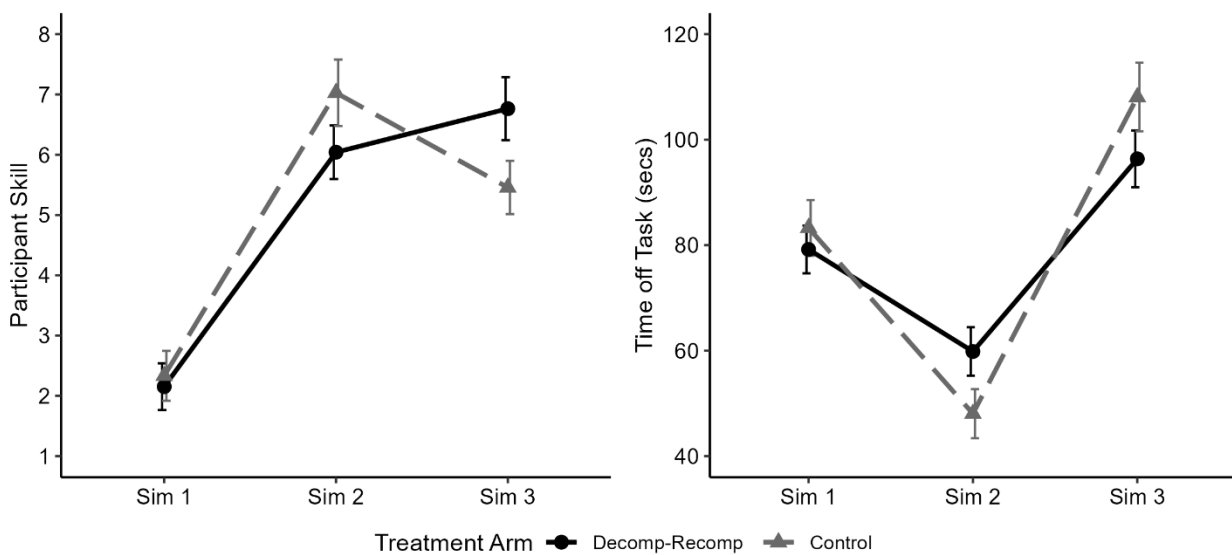 Participant Skill
8
7
6
5
4
3
2
1
Sim 1 Sim 2 Sim 3
Time off Task (secs)
120
100
80
60
40
Sim 1 Sim 2 Sim 3
Treatment Arm Decomp-Recomp Control